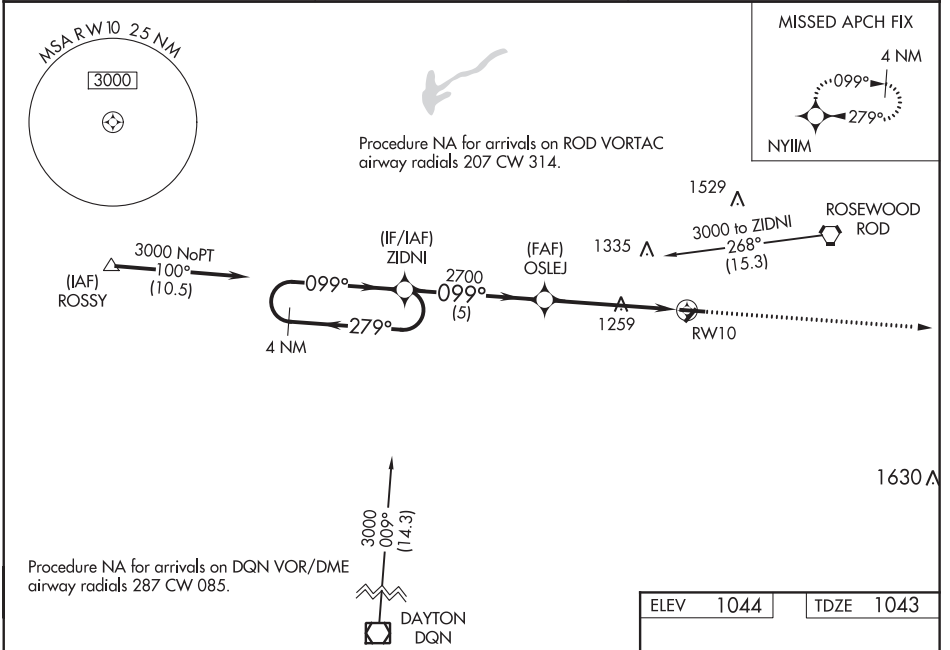 MSA RW 10 25 NM
3000
MISSED APCH FIX
4 NM
099°
279°
NYIIM
Procedure NA for arrivals on ROD VORTAC
airway radials 207 CW 314.
1529
ROSEWOOD
ROD
3000 to ZIDNI
268°
(15.3)
1335
(IAF)
ROSSY
3000 NoPT
100°
(10.5)
(IF/IAF)
ZIDNI
099°
279°
4 NM
2700
099°
(5)
(FAF)
OSLEJ
1259
RW10
1630
3000
009°
(14.3)
Procedure NA for arrivals on DQN VOR/DME
airway radials 287 CW 085.
DAYTON
DQN
ELEV 1044
TDZE 1043